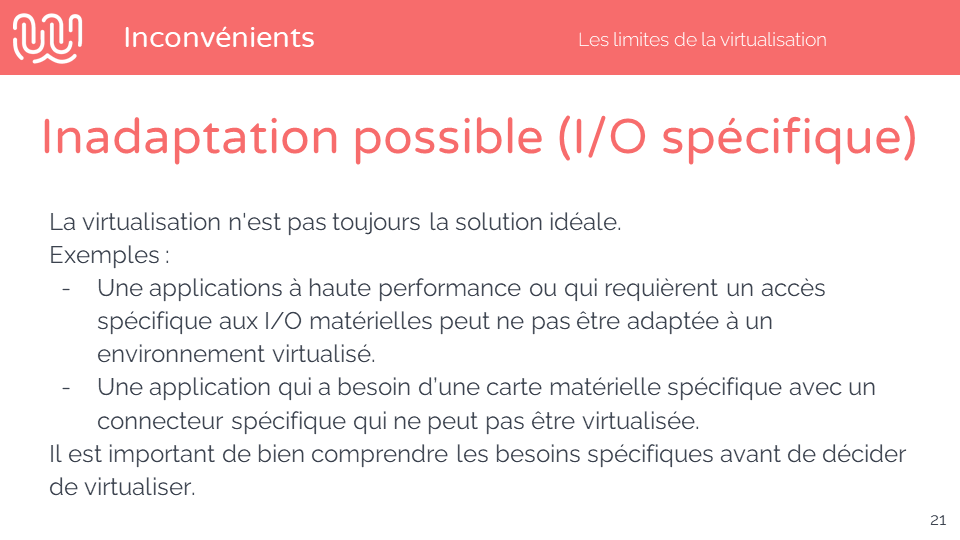 Inconvénients
Les limites de la virtualisation
Inadaptation possible (I/O spécifique)
La virtualisation n'est pas toujours la solution idéale.
Exemples :
- Une applications à haute performance ou qui requièrent un accès
spécifique aux I/O matérielles peut ne pas être adaptée à un
environnement virtualisé.
- Une application qui a besoin d’une carte matérielle spécifique avec un
connecteur spécifique qui ne peut pas être virtualisée.
Il est important de bien comprendre les besoins spécifiques avant de décider
de virtualiser.
21